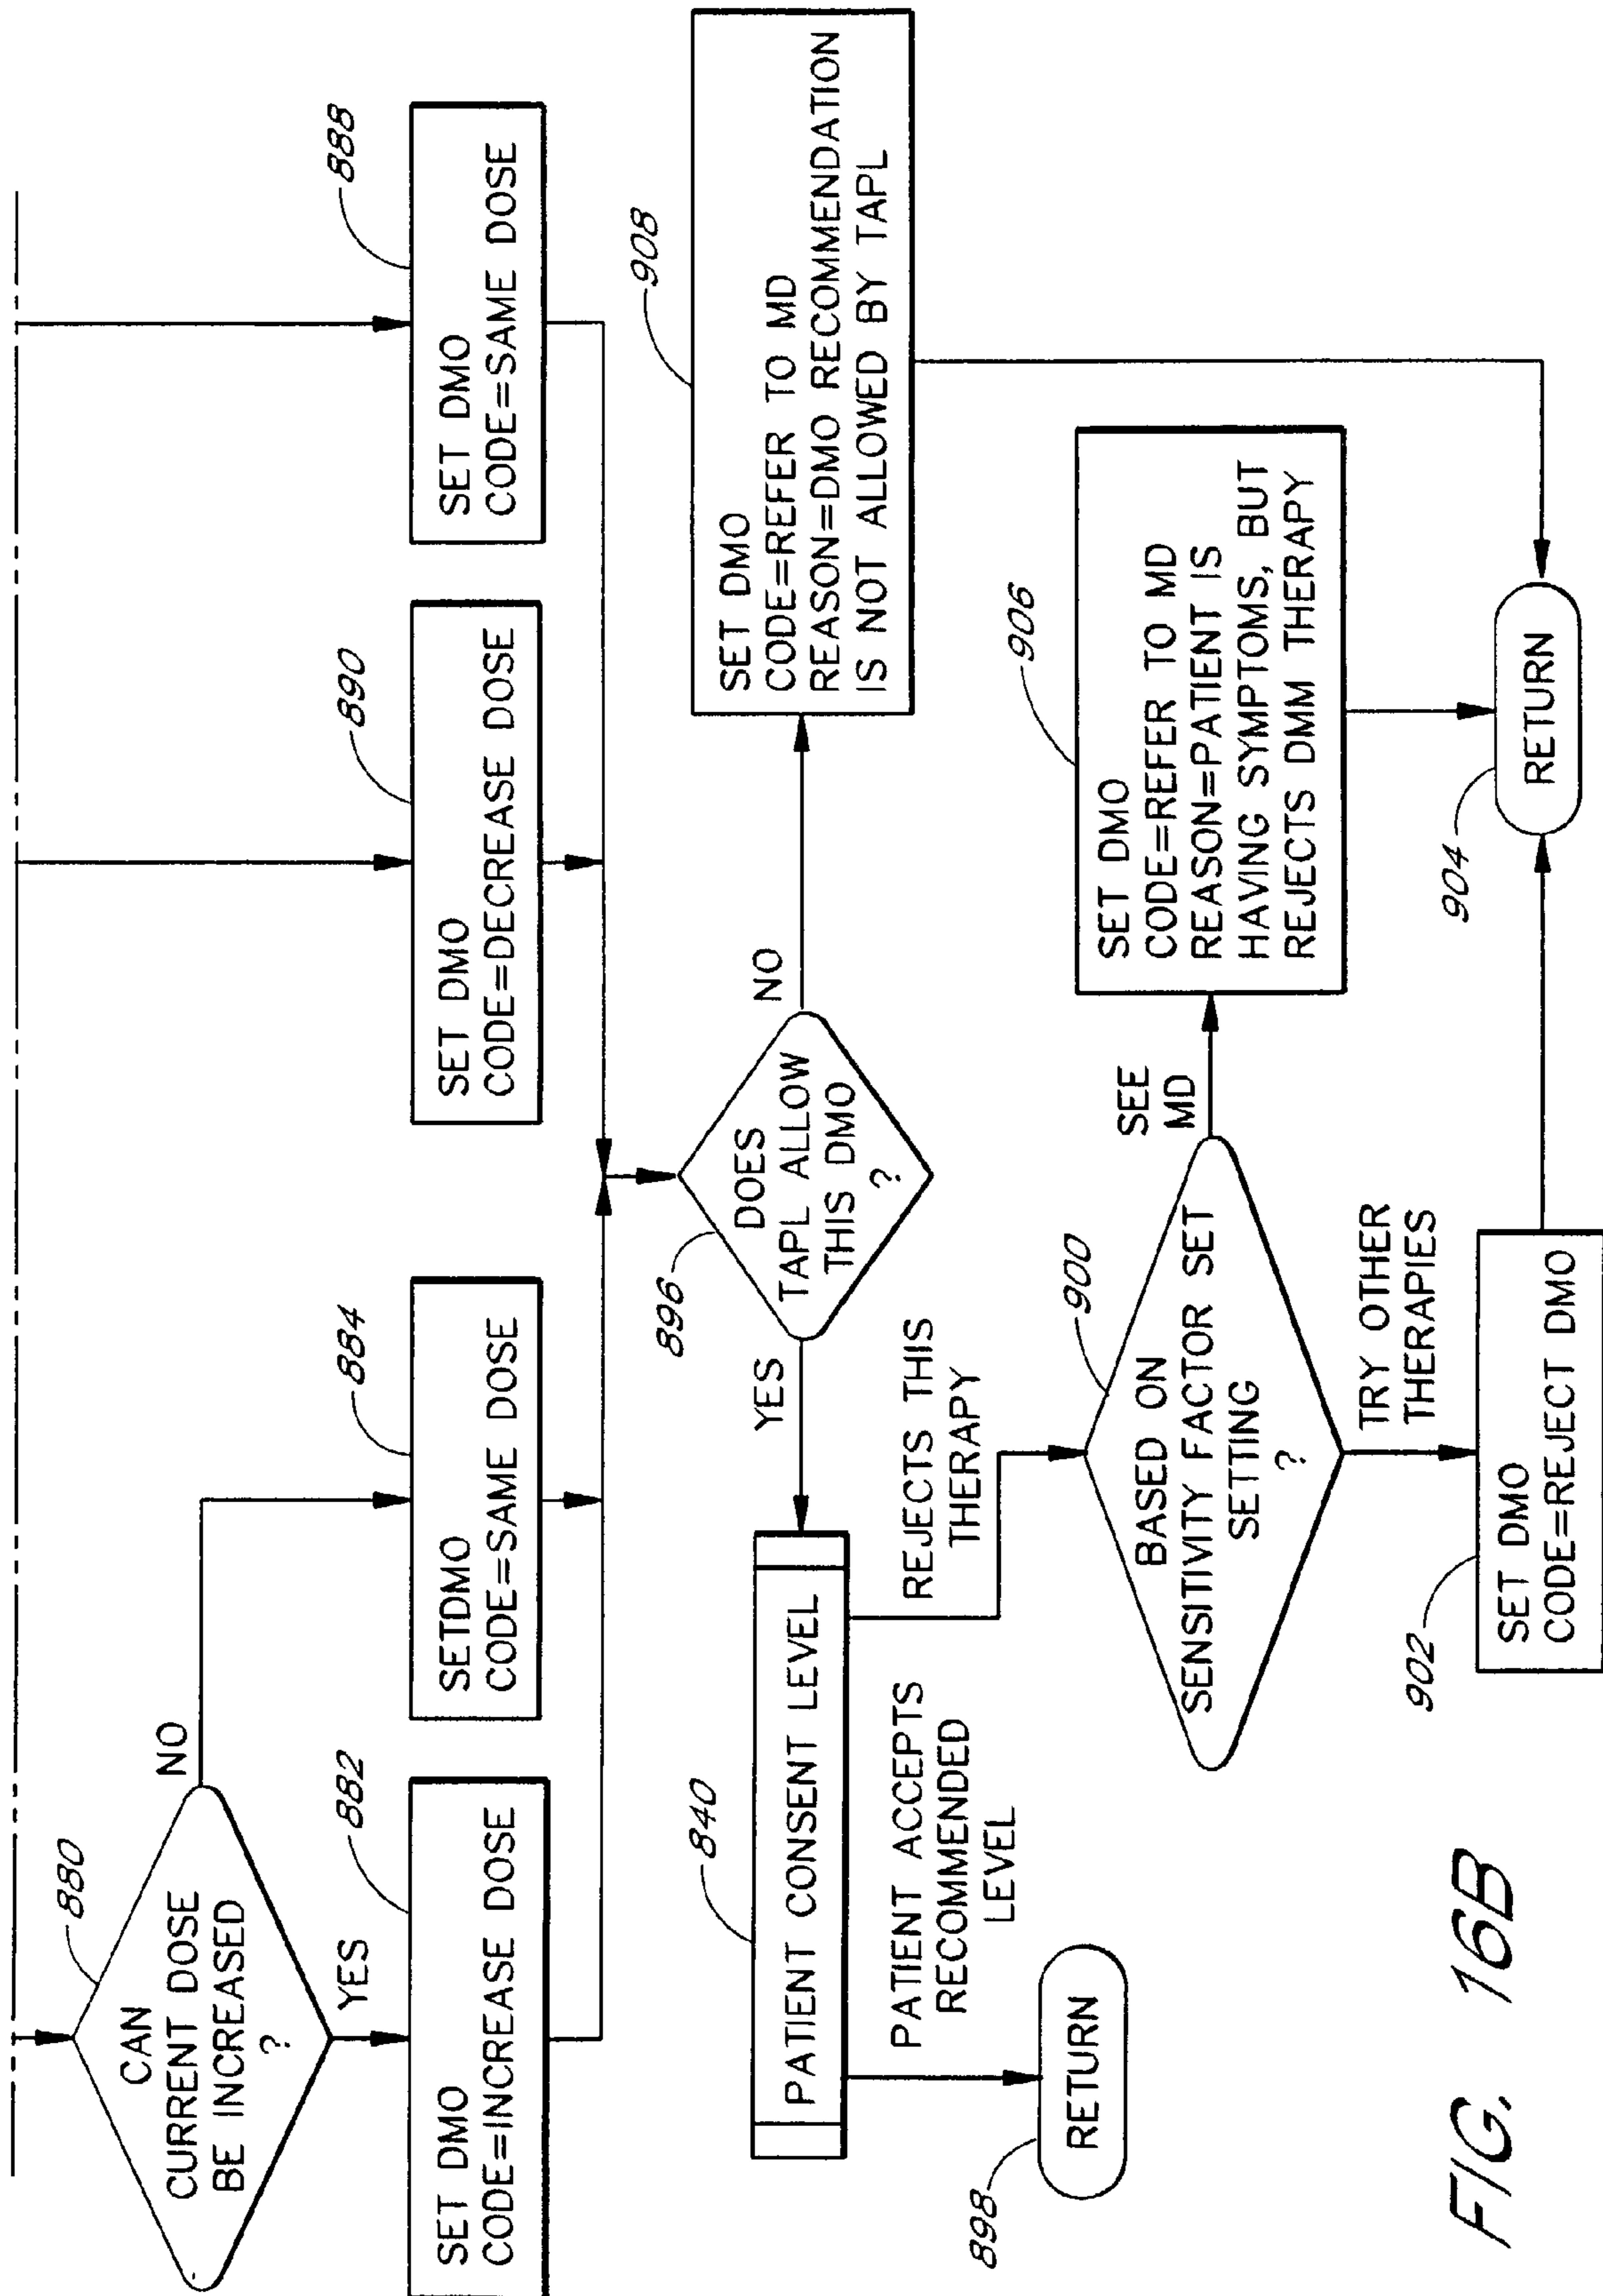 880
CAN
CURRENT DOSE
BE INCREASED
?
NO
YES
882
SET DMO
CODE=INCREASE DOSE
884
SETDMO
CODE=SAME DOSE
890
SET DMO
CODE=DECREASE DOSE
888
SET DMO
CODE=SAME DOSE
896
DOES
TAPL ALLOW
THIS DMO
?
NO
YES
908
SET DMO
CODE=REFER TO MD
REASON=DMO RECOMMENDATION
IS NOT ALLOWED BY TAPL
840
PATIENT CONSENT LEVEL
PATIENT ACCEPTS
RECOMMENDED
LEVEL
REJECTS THIS
THERAPY
898
RETURN
900
BASED ON
SENSITIVITY FACTOR SET
SETTING
?
SEE
MD
TRY OTHER
THERAPIES
906
SET DMO
CODE=REFER TO MD
REASON=PATIENT IS
HAVING SYMPTOMS, BUT
REJECTS DMM THERAPY
902
SET DMO
CODE=REJECT DMO
904
RETURN
FIG. 16B